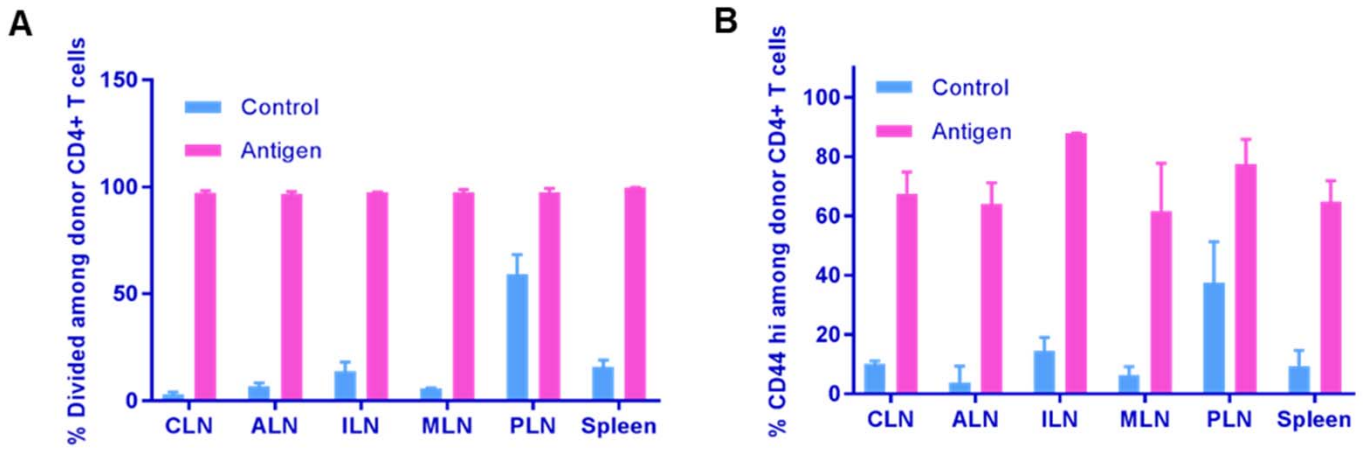 A
% Divided among donor CD4+ T cells
150
100
50
0
Control
Antigen
CLN ALN ILN MLN PLN Spleen
B
% CD44 hi among donor CD4+ T cells
100
80
60
40
20
0
Control
Antigen
CLN ALN ILN MLN PLN Spleen